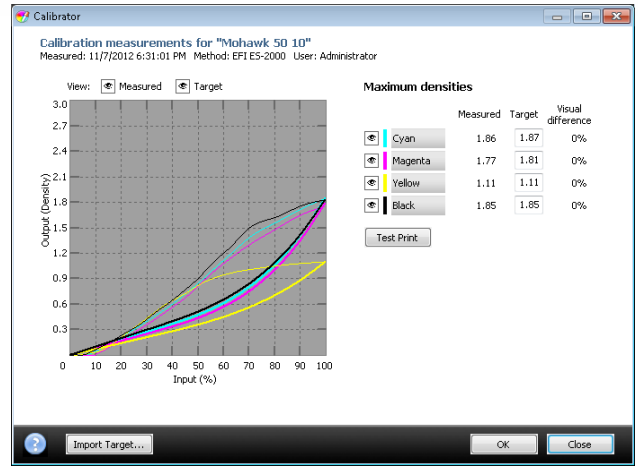 Calibrator
Calibration measurements for "Mohawk 50 10"
Measured: 11/7/2012 6:31:01 PM Method: EFI ES-2000 User: Administrator
View: Measured Target
3.0
2.7
2.4
2.1
1.8
1.5
1.2
0.9
0.6
0.3
Output (Density)
0 10 20 30 40 50 60 70 80 90 100
Input (%)
Maximum densities
Measured Target Visual difference
Cyan 1.86 1.87 0%
Magenta 1.77 1.81 0%
Yellow 1.11 1.11 0%
Black 1.85 1.85 0%
Test Print
? Import Target... OK Close